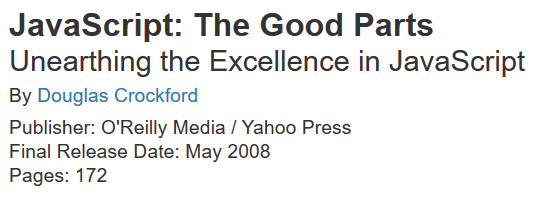 JavaScript: The Good Parts
Unearthing the Excellence in JavaScript
By Douglas Crockford
Publisher: O'Reilly Media / Yahoo Press
Final Release Date: May 2008
Pages: 172